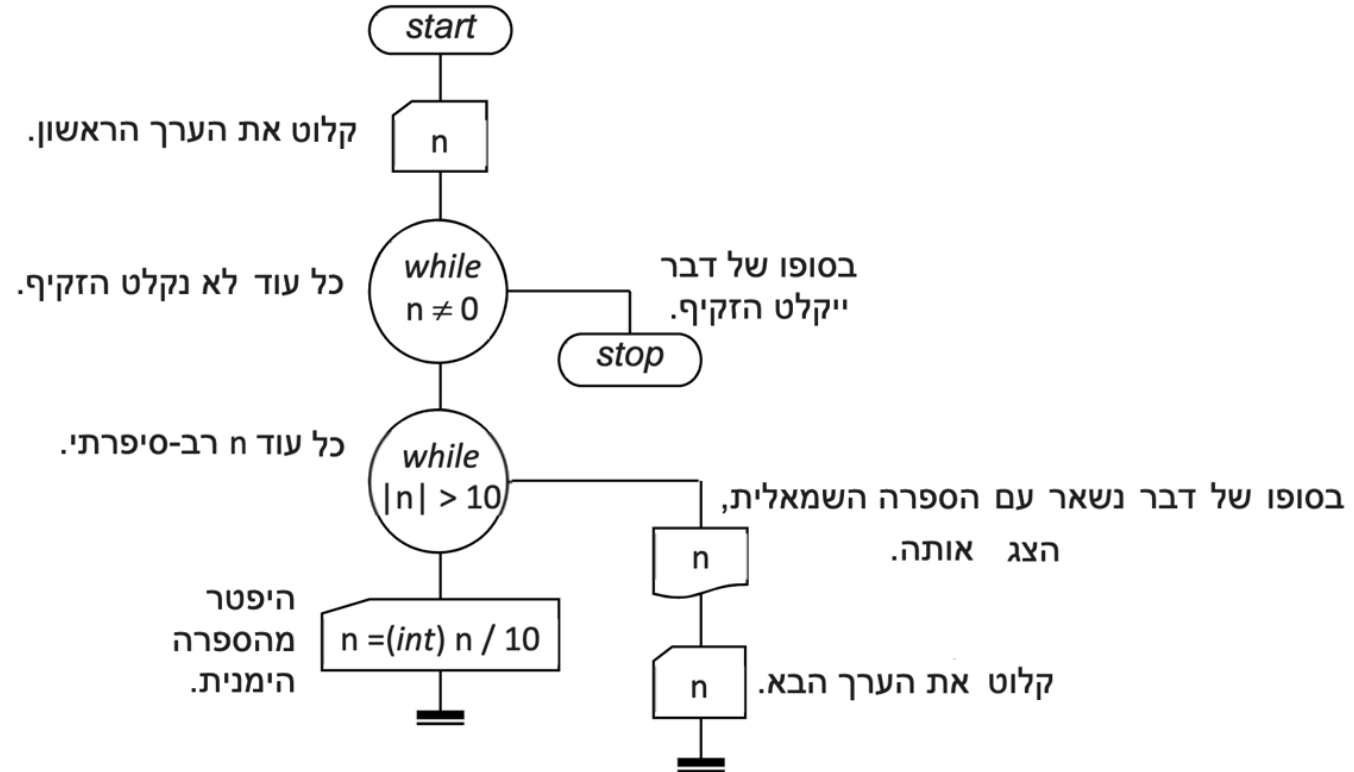 start
קלוט את הערך הראשון.
n
כל עוד לא נקלט הזקיף.
while
n ≠ 0
בסופו של דבר
ייקלט הזקיף.
stop
כל עוד n רב-סיפרתי.
while
|n| > 10
בסופו של דבר נשאר עם הספרה השמאלית,
הצג אותה.
n
היפטר
מהספרה
הימנית.
n =(int) n / 10
n
קלוט את הערך הבא.